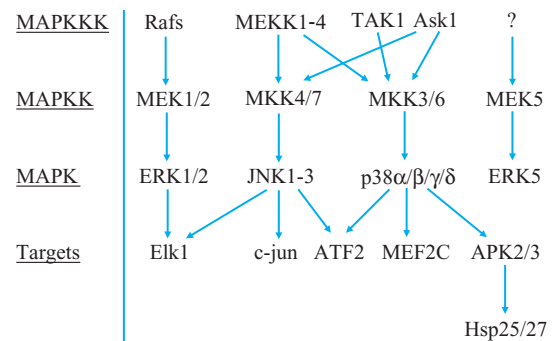 MAPKKK Rafs MEKK1-4 TAK1 Ask1 ?
MAPKK MEK1/2 MKK4/7 MKK3/6 MEK5
MAPK ERK1/2 JNK1-3 p38α/β/γ/δ ERK5
Targets Elk1 c-jun ATF2 MEF2C APK2/3
Hsp25/27